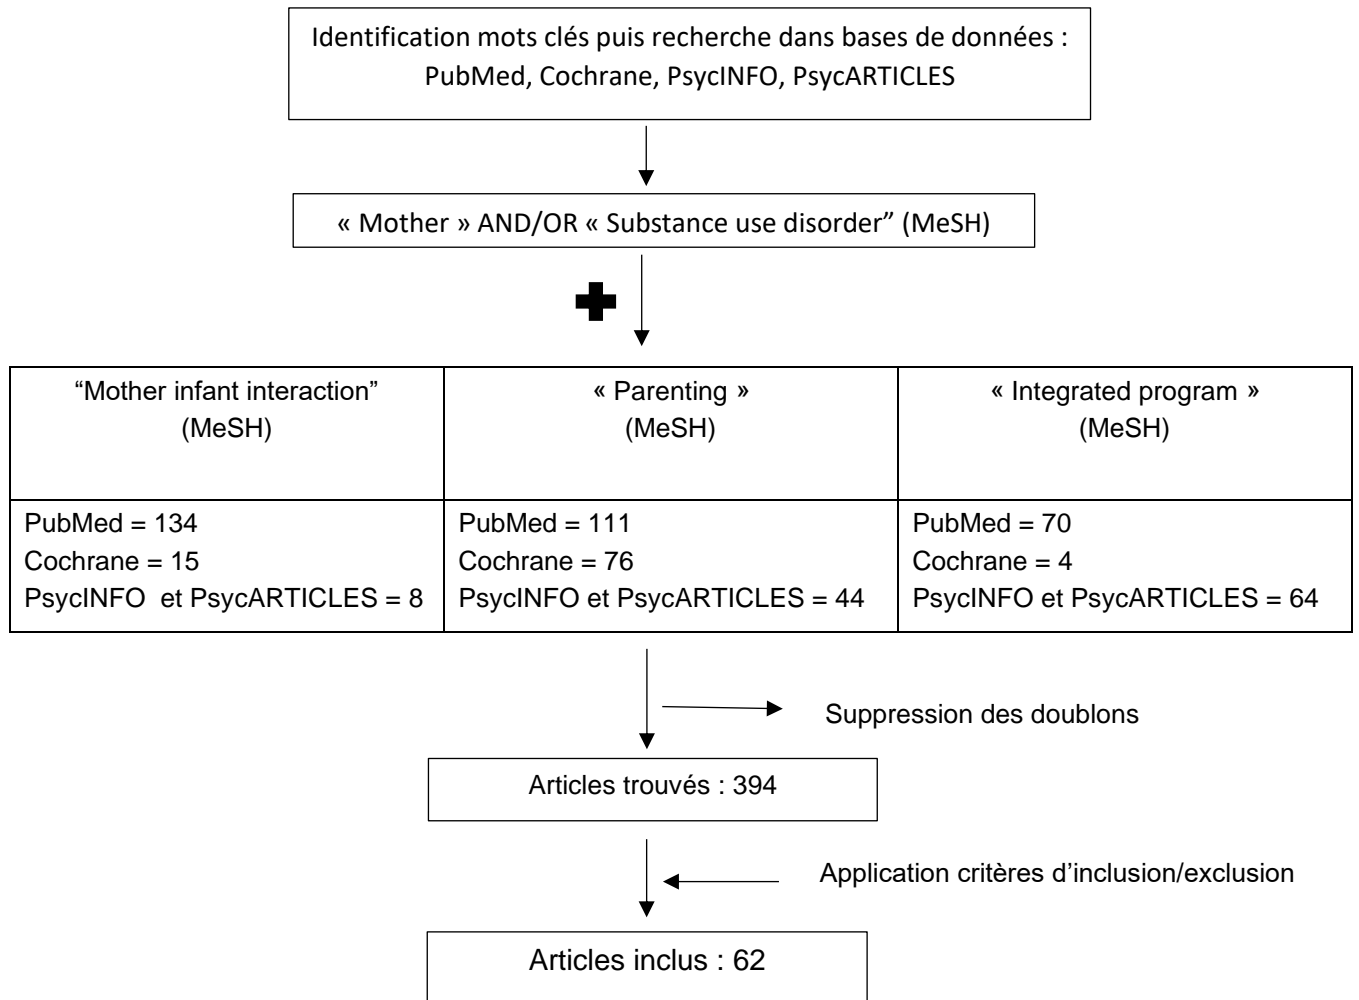 Identification mots clés puis recherche dans bases de données :
PubMed, Cochrane, PsycINFO, PsycARTICLES
« Mother » AND/OR « Substance use disorder” (MeSH)
“Mother infant interaction”
(MeSH)
« Parenting »
(MeSH)
« Integrated program »
(MeSH)
PubMed = 134
Cochrane = 15
PsycINFO et PsycARTICLES = 8
PubMed = 111
Cochrane = 76
PsycINFO et PsycARTICLES = 44
PubMed = 70
Cochrane = 4
PsycINFO et PsycARTICLES = 64
Suppression des doublons
Articles trouvés : 394
Application critères d’inclusion/exclusion
Articles inclus : 62